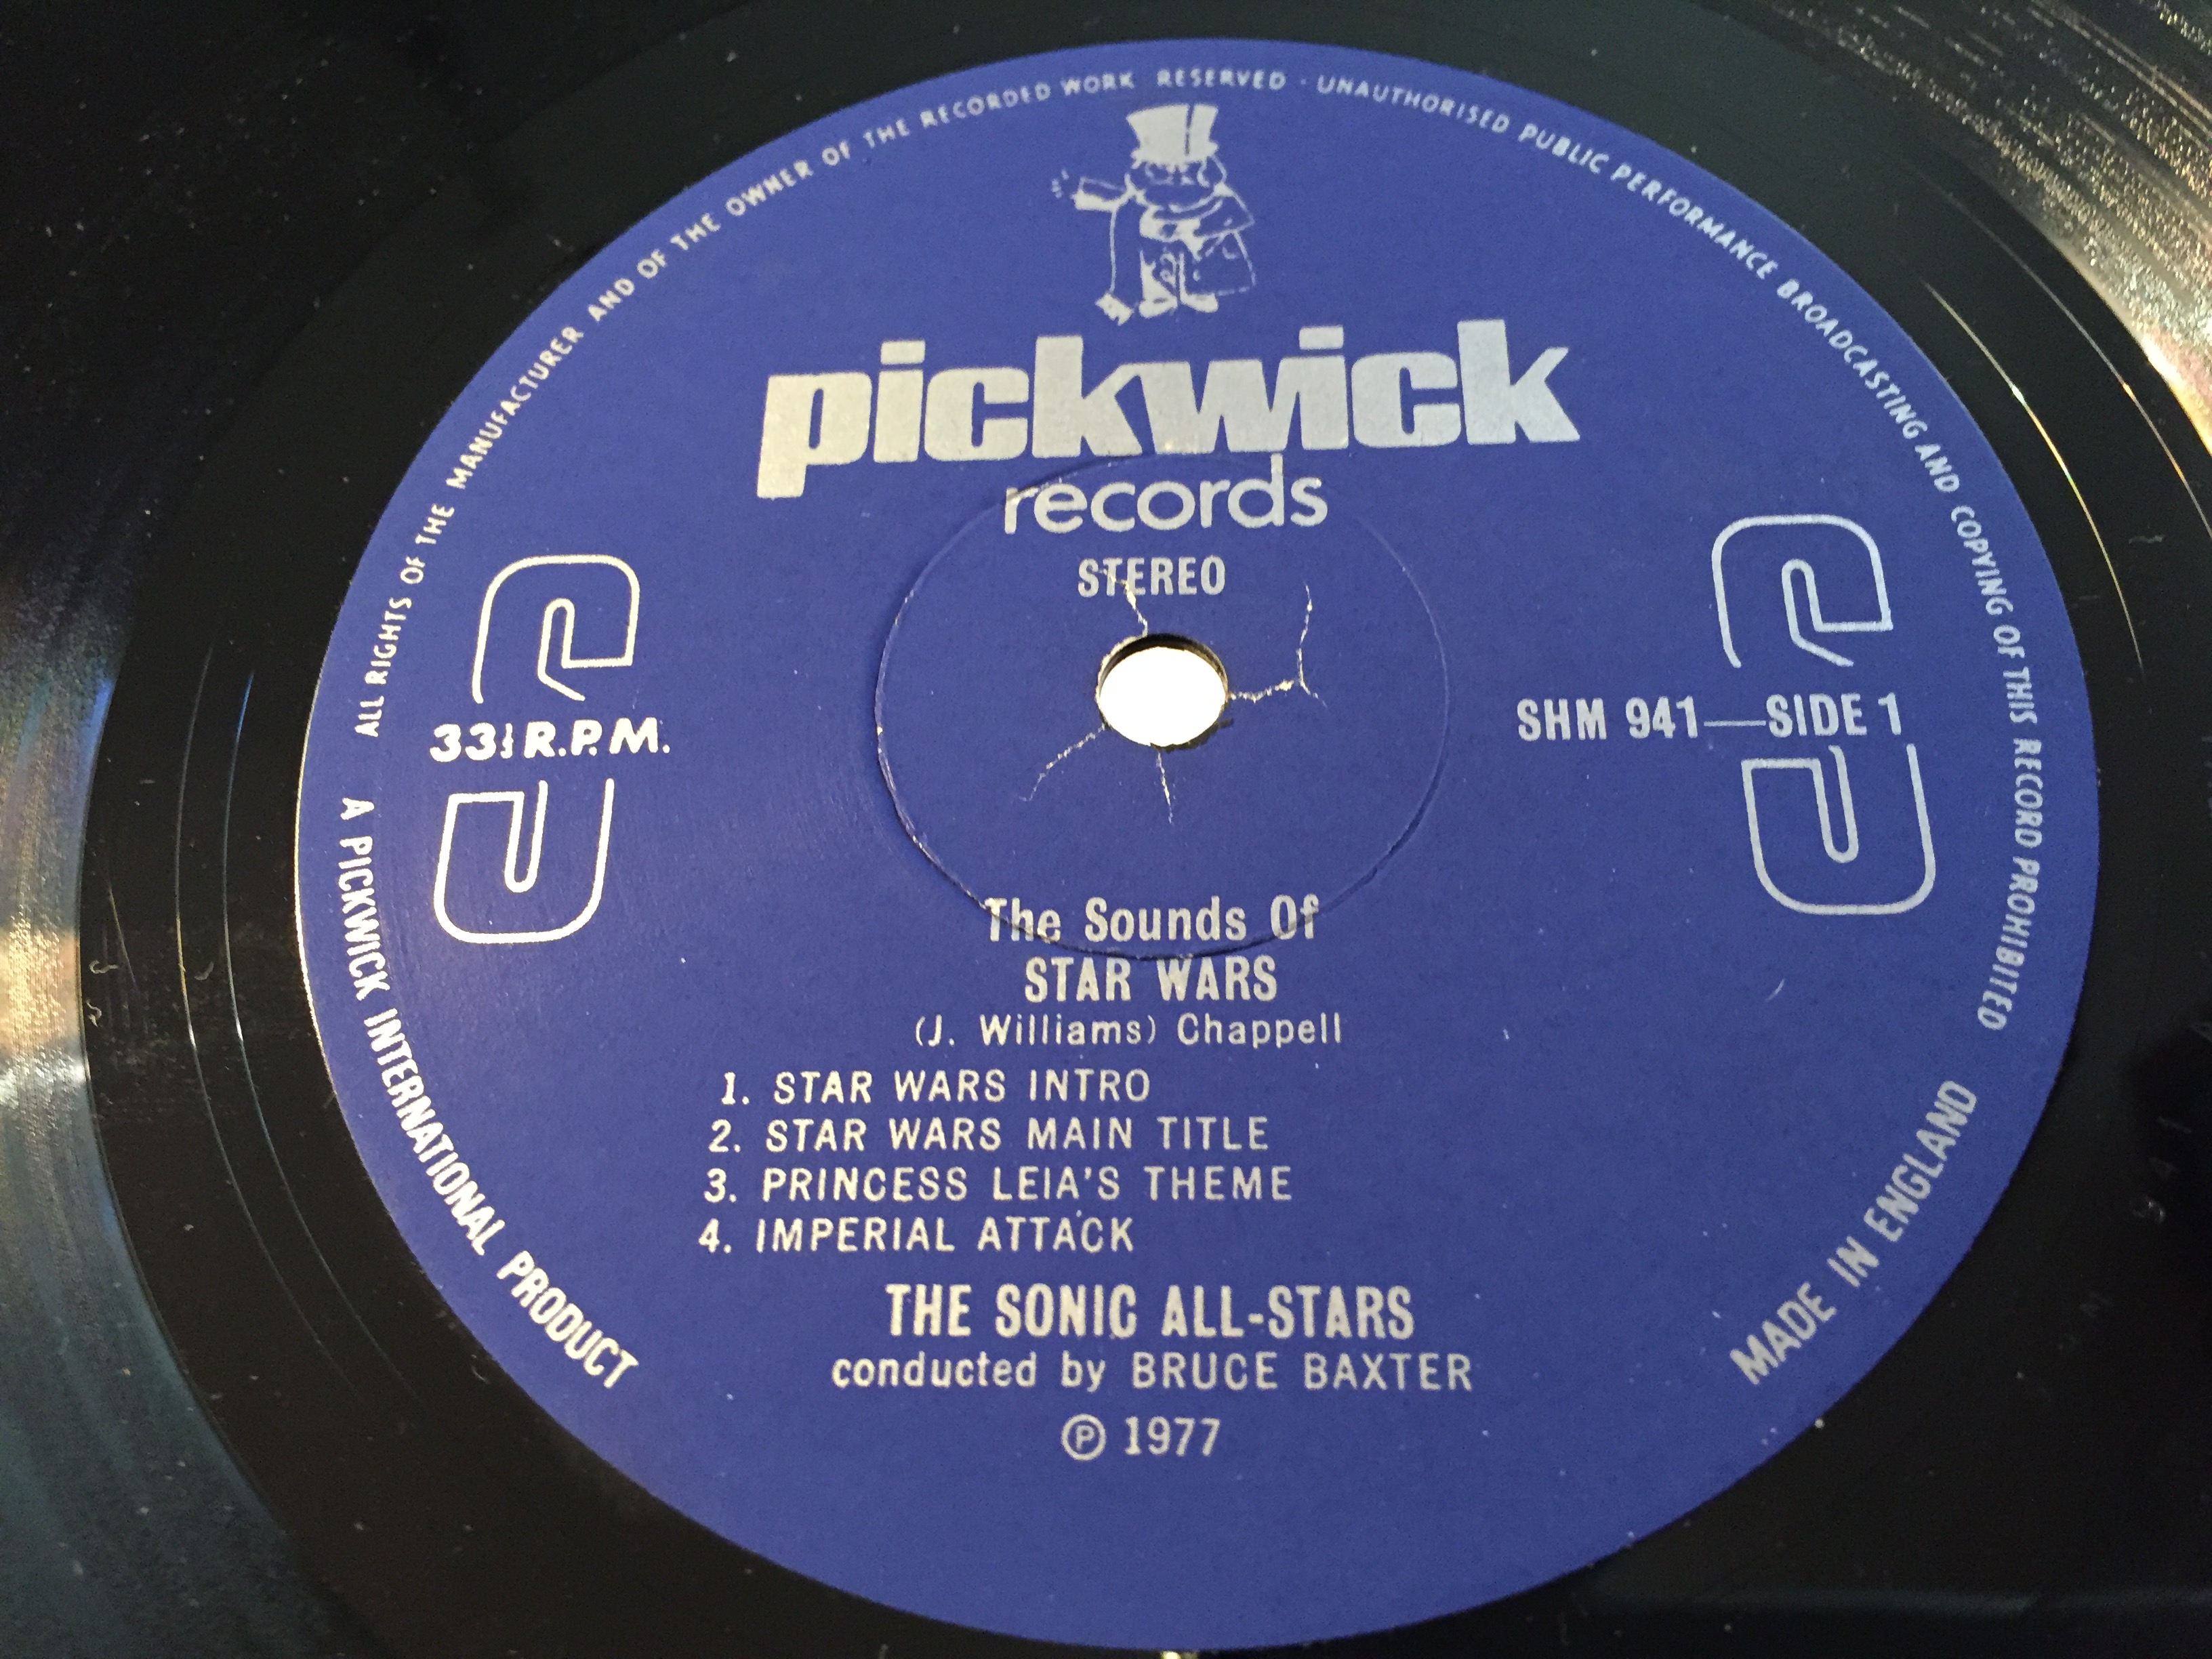 ALL RIGHTS OF THE MANUFACTURER AND OF THE OWNER OF THE RECORDED WORK RESERVED · UNAUTHORISED PUBLIC PERFORMANCE BROADCASTING AND COPYING OF THIS RECORD PROHIBITED
pickwick
records
STEREO
33⅓ R.P.M.
SHM 941—SIDE 1
The Sounds Of
STAR WARS
(J. Williams) Chappell
1. STAR WARS INTRO
2. STAR WARS MAIN TITLE
3. PRINCESS LEIA'S THEME
4. IMPERIAL ATTACK
THE SONIC ALL-STARS
conducted by BRUCE BAXTER
℗ 1977
A PICKWICK INTERNATIONAL PRODUCT
MADE IN ENGLAND